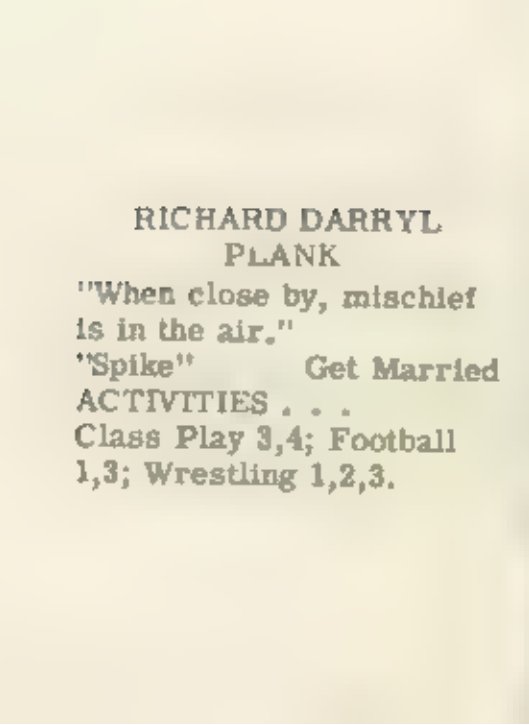 RICHARD DARRYL
PLANK
"When close by, mischief
is in the air."
"Spike" Get Married
ACTIVITIES . . .
Class Play 3,4; Football
1,3; Wrestling 1,2,3.